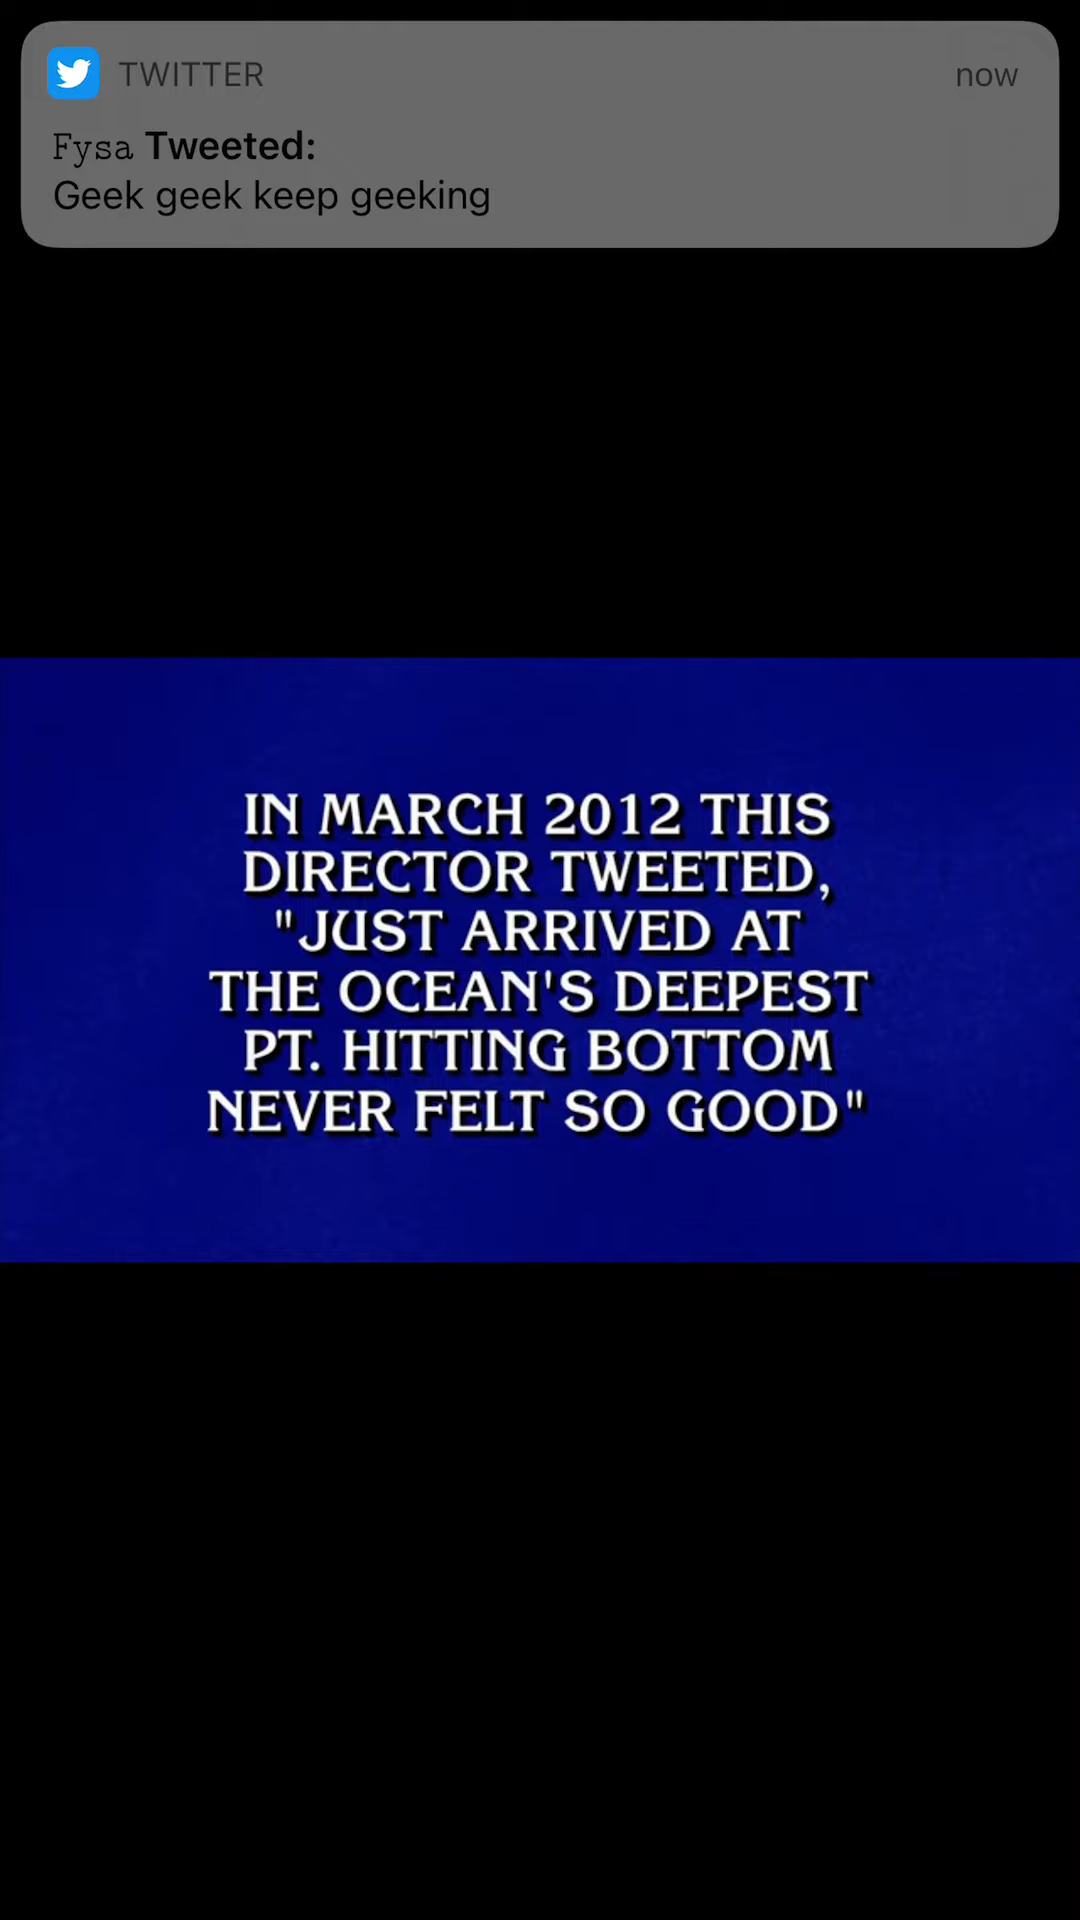 TWITTER
now
Fysa Tweeted:
Geek geek keep geeking
IN MARCH 2012 THIS
DIRECTOR TWEETED,
"JUST ARRIVED AT
THE OCEAN'S DEEPEST
PT. HITTING BOTTOM
NEVER FELT SO GOOD"